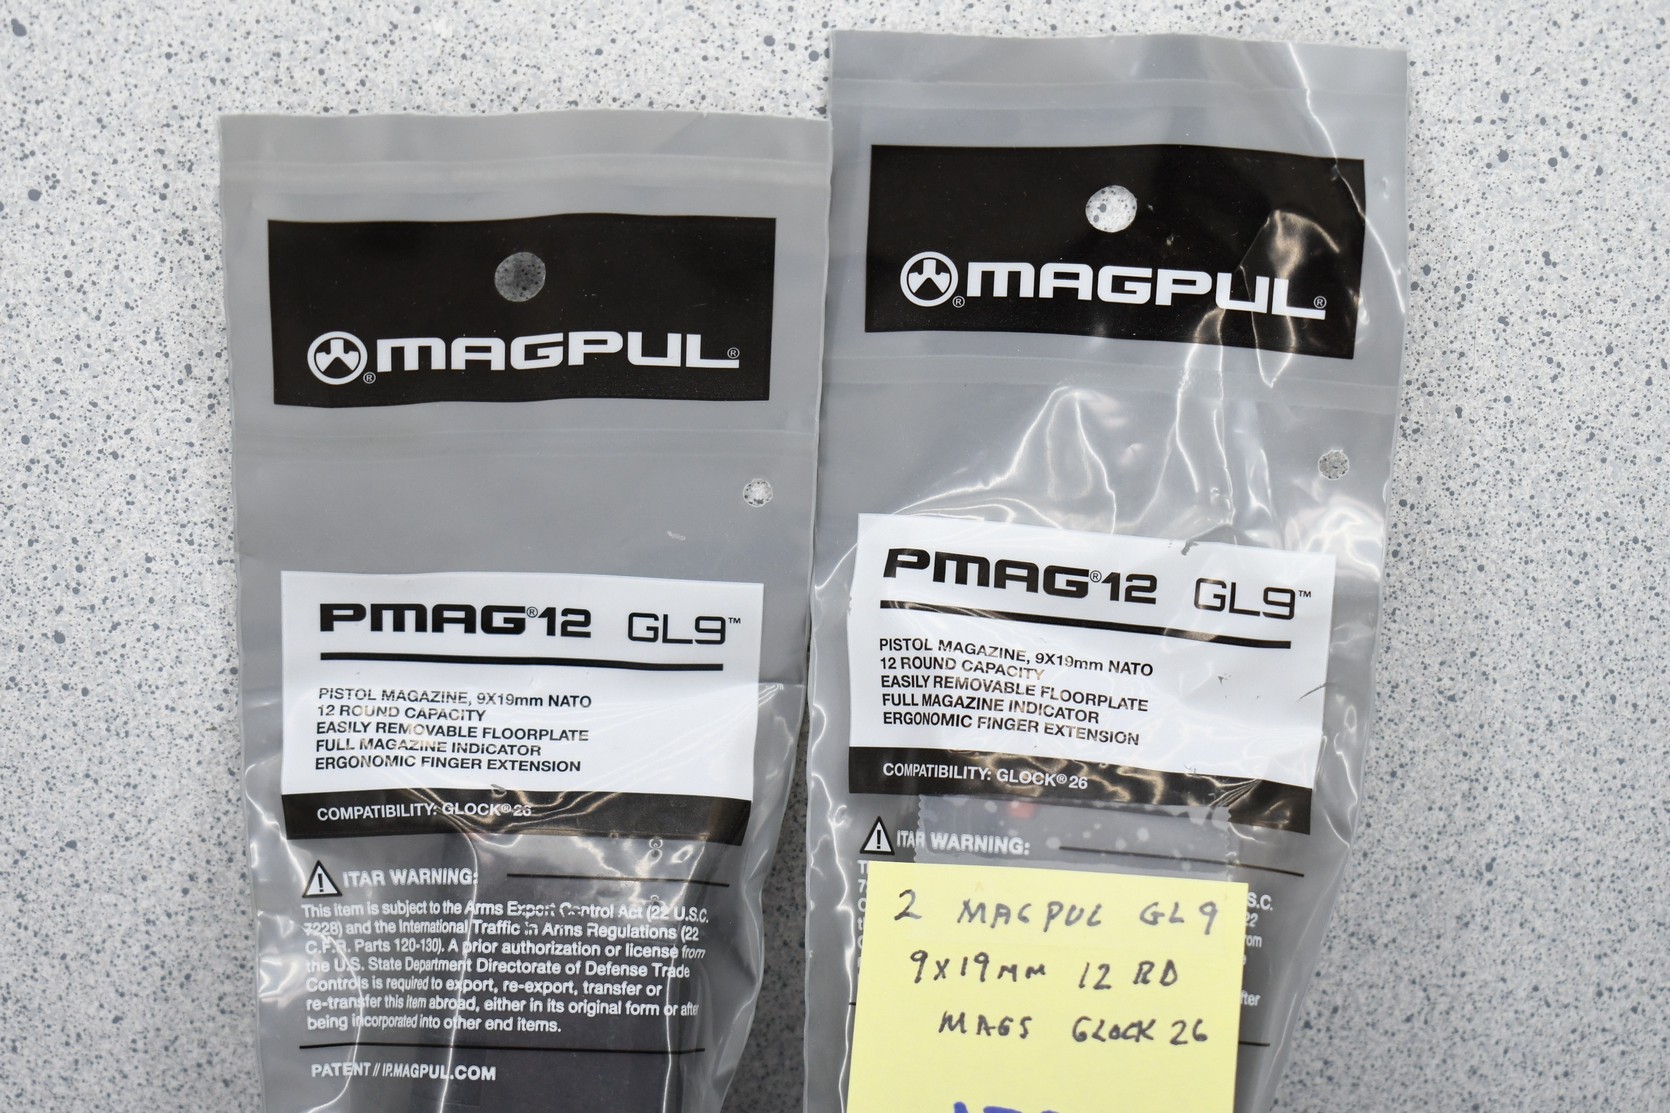 MAGPUL®
PMAG®12 GL9™
PISTOL MAGAZINE, 9X19mm NATO
12 ROUND CAPACITY
EASILY REMOVABLE FLOORPLATE
FULL MAGAZINE INDICATOR
ERGONOMIC FINGER EXTENSION
COMPATIBILITY: GLOCK® 26
ITAR WARNING:
This item is subject to the Arms Export Control Act (22 U.S.C.
7228) and the International Traffic in Arms Regulations (22
C.F.R. Parts 120-130). A prior authorization or license from
the U.S. State Department Directorate of Defense Trade
Controls is required to export, re-export, transfer or
re-transfer this item abroad, either in its original form or after
being incorporated into other end items.
PATENT // IP.MAGPUL.COM
MAGPUL®
PMAG®12 GL9™
PISTOL MAGAZINE, 9X19mm NATO
12 ROUND CAPACITY
EASILY REMOVABLE FLOORPLATE
FULL MAGAZINE INDICATOR
ERGONOMIC FINGER EXTENSION
COMPATIBILITY: GLOCK® 26
ITAR WARNING:
2 MAGPUL GL9
9X19MM 12 RD
MAGS GLOCK 26